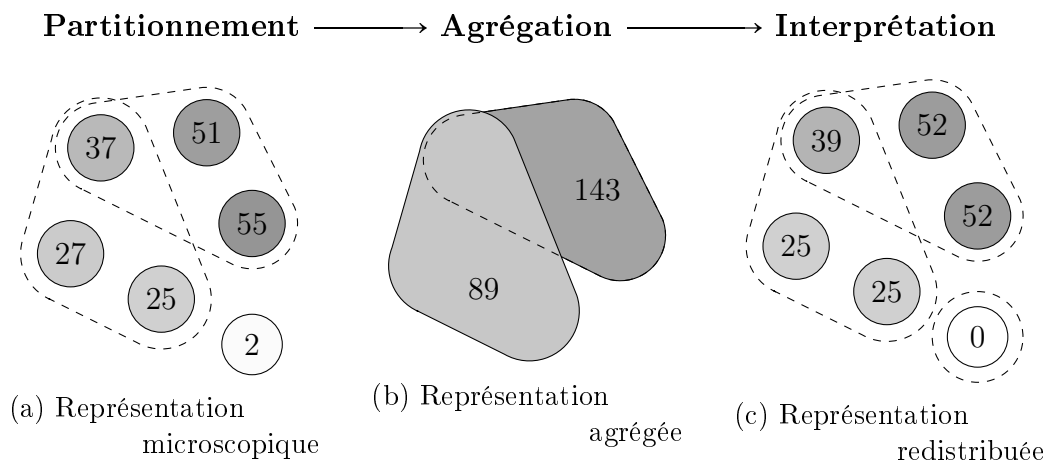 Partitionnement Agrégation Interprétation
37 51
55
27
25
2
143
89
39 52
52
25
25
0
(a) Représentation
microscopique
(b) Représentation
agrégée
(c) Représentation
redistribuée